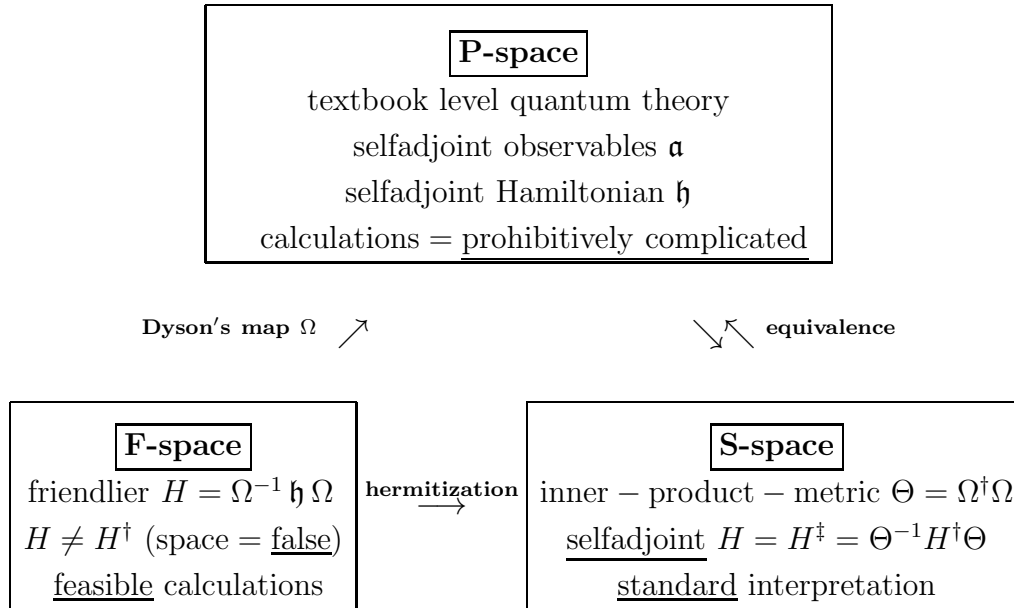 P-space
textbook level quantum theory
selfadjoint observables 𝔞
selfadjoint Hamiltonian 𝔥
calculations = prohibitively complicated
Dyson′s map Ω ↗
↘↖ equivalence
F-space
friendlier H = Ω⁻¹ 𝔥 Ω
H ≠ H† (space = false)
feasible calculations
hermitization
⟶
S-space
inner − product − metric Θ = Ω†Ω
selfadjoint H = H‡ = Θ⁻¹H†Θ
standard interpretation